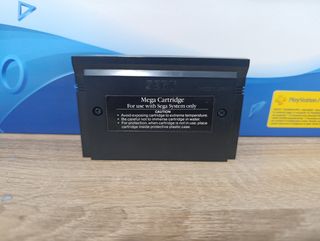 Mega Cartridge
For use with Sega System only
CAUTION
• Avoid exposing cartridge to extreme temperature.
• Be careful not to immerse cartridge in water.
• For protection, when cartridge is not in use, place
cartridge inside protective plastic case.
PlayStation